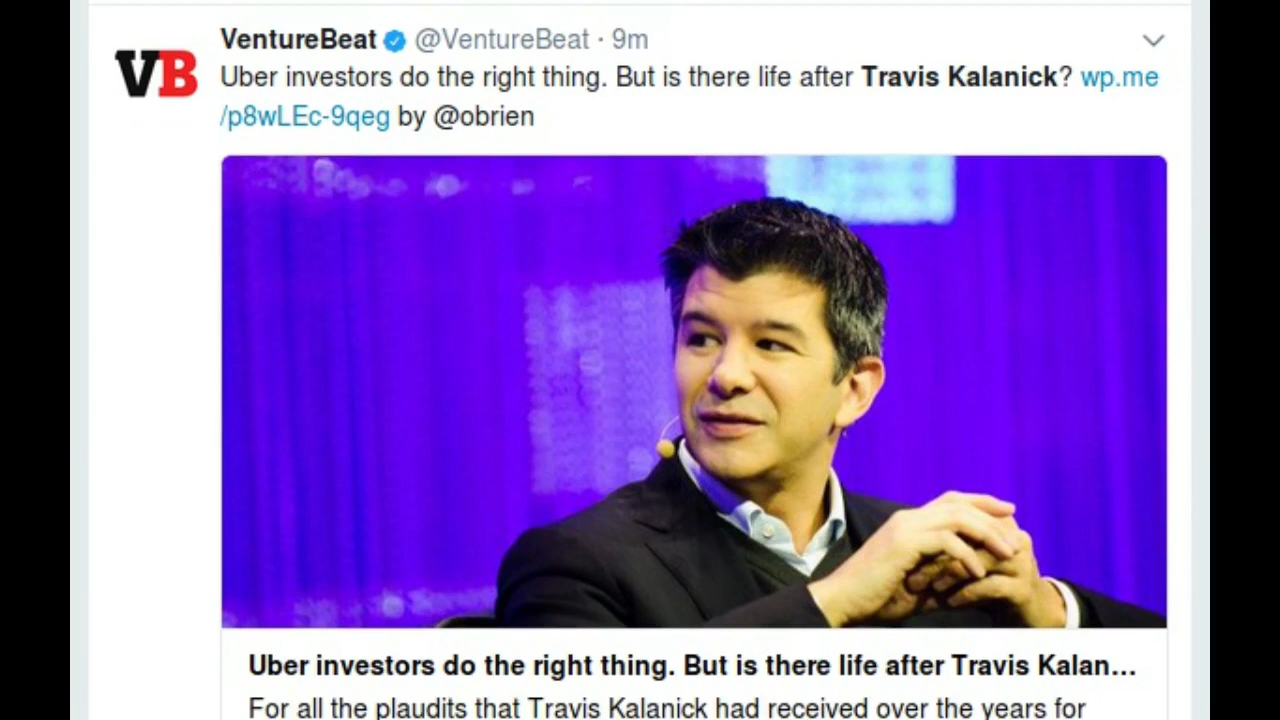 VentureBeat @VentureBeat · 9m
VB
Uber investors do the right thing. But is there life after Travis Kalanick? wp.me
/p8wLEc-9qeg by @obrien
Uber investors do the right thing. But is there life after Travis Kalan...
For all the plaudits that Travis Kalanick had received over the years for